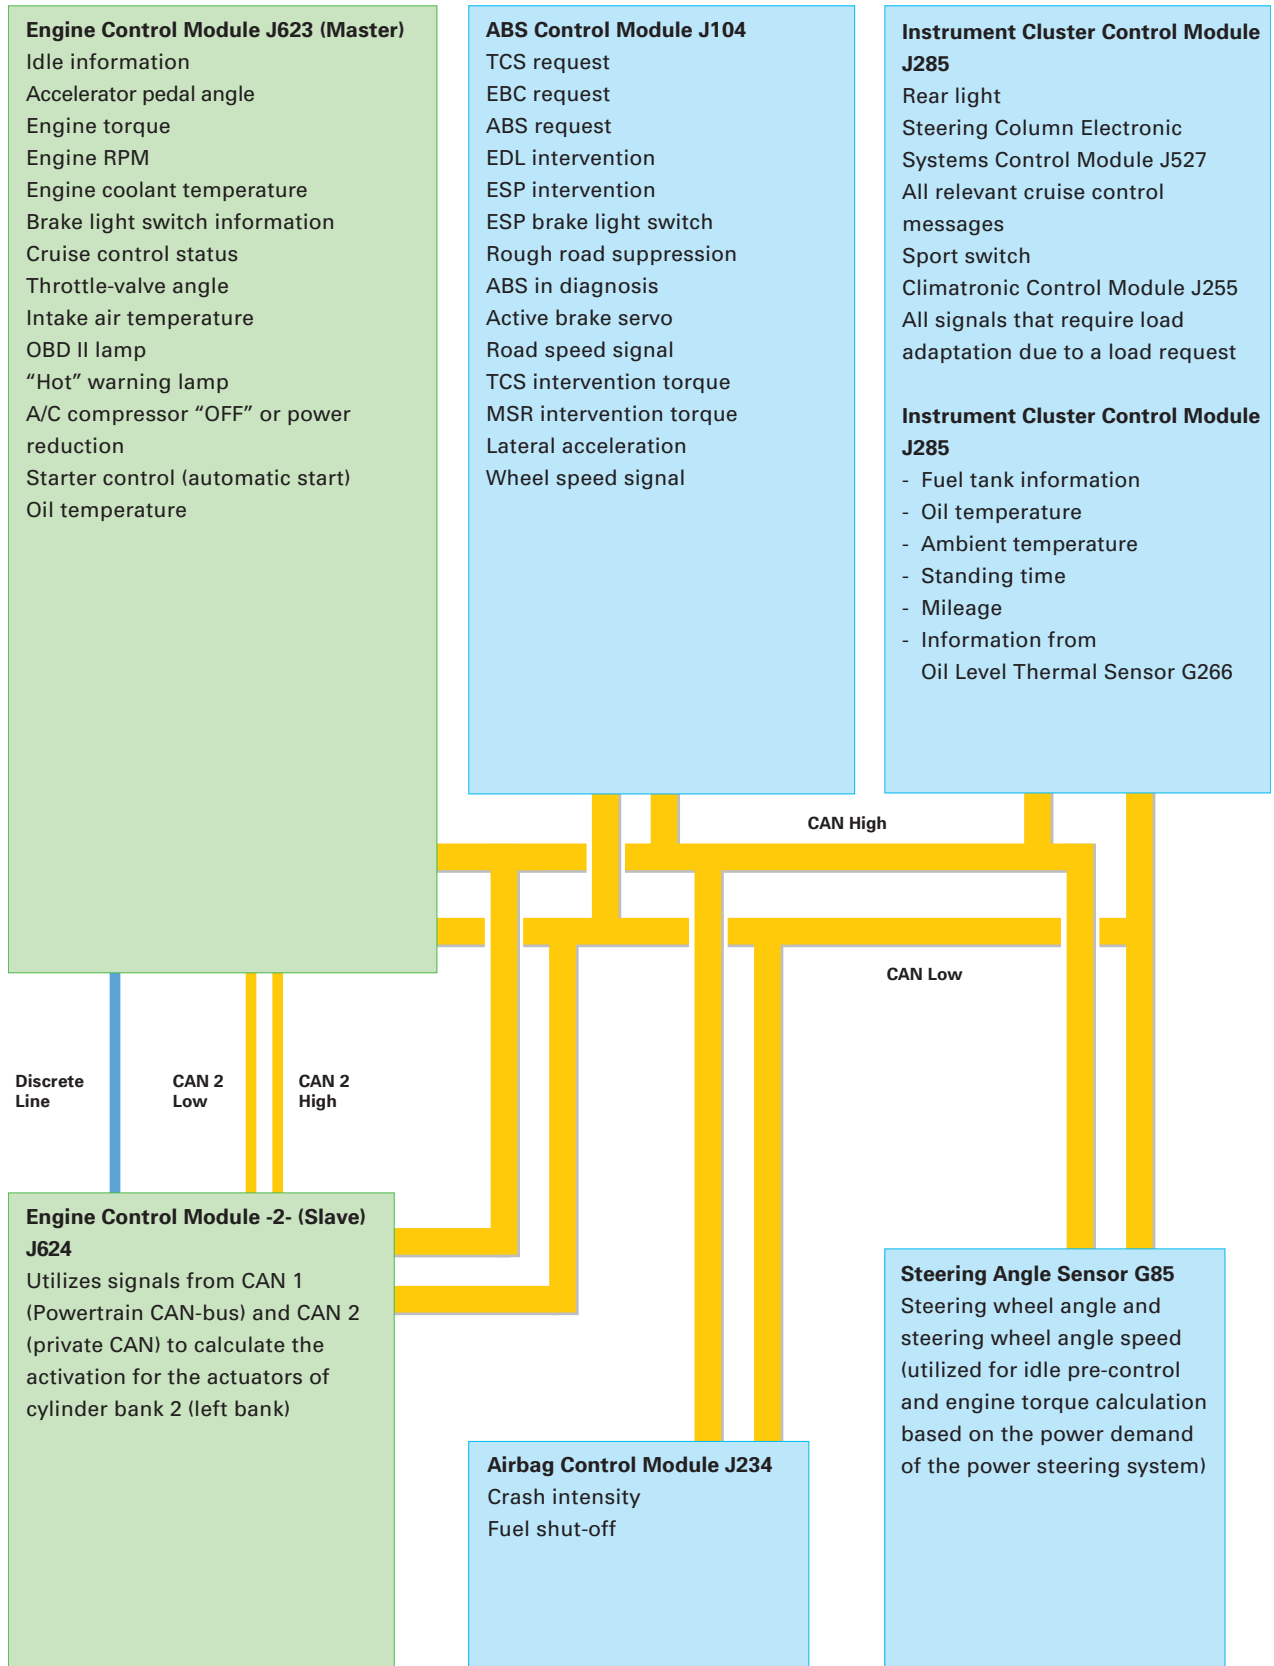 Engine Control Module J623 (Master)
Idle information
Accelerator pedal angle
Engine torque
Engine RPM
Engine coolant temperature
Brake light switch information
Cruise control status
Throttle-valve angle
Intake air temperature
OBD II lamp
“Hot” warning lamp
A/C compressor “OFF” or power
reduction
Starter control (automatic start)
Oil temperature
ABS Control Module J104
TCS request
EBC request
ABS request
EDL intervention
ESP intervention
ESP brake light switch
Rough road suppression
ABS in diagnosis
Active brake servo
Road speed signal
TCS intervention torque
MSR intervention torque
Lateral acceleration
Wheel speed signal
Instrument Cluster Control Module
J285
Rear light
Steering Column Electronic
Systems Control Module J527
All relevant cruise control
messages
Sport switch
Climatronic Control Module J255
All signals that require load
adaptation due to a load request
Instrument Cluster Control Module
J285
- Fuel tank information
- Oil temperature
- Ambient temperature
- Standing time
- Mileage
- Information from
Oil Level Thermal Sensor G266
CAN High
CAN Low
Discrete
Line
CAN 2
Low
CAN 2
High
Engine Control Module -2- (Slave)
J624
Utilizes signals from CAN 1
(Powertrain CAN-bus) and CAN 2
(private CAN) to calculate the
activation for the actuators of
cylinder bank 2 (left bank)
Airbag Control Module J234
Crash intensity
Fuel shut-off
Steering Angle Sensor G85
Steering wheel angle and
steering wheel angle speed
(utilized for idle pre-control
and engine torque calculation
based on the power demand
of the power steering system)